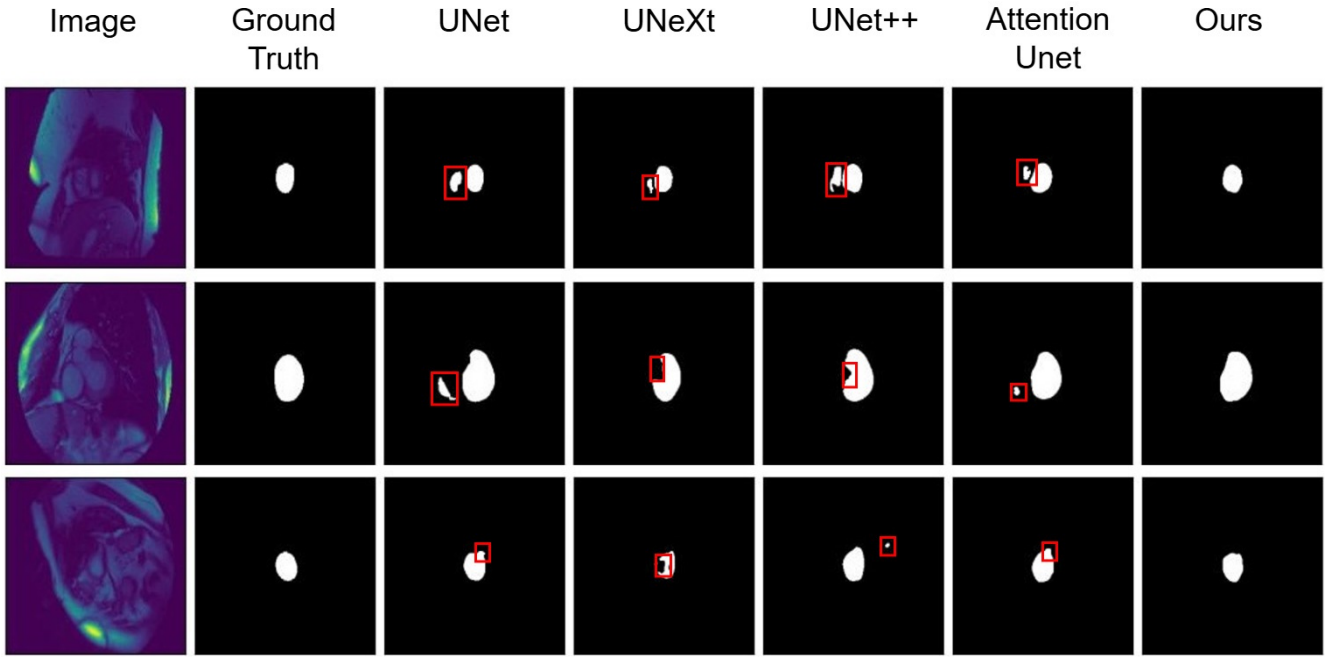 Image
Ground
Truth
UNet
UNeXt
UNet++
Attention
Unet
Ours